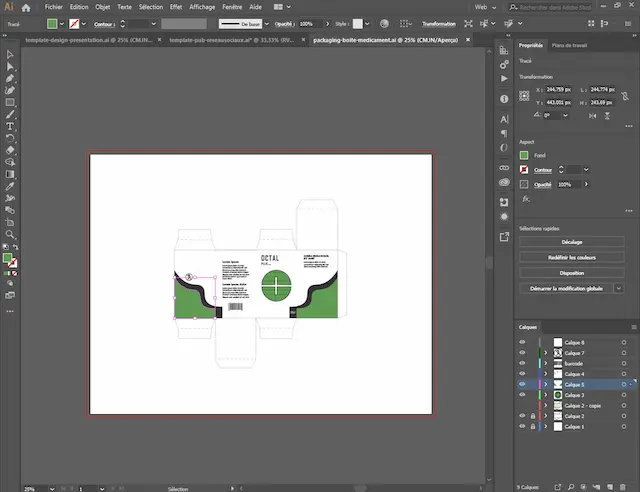 Ai
Fichier Edition Objet Texte Sélection Effet Affichage Fenêtre Aide
Web
Rechercher dans Adobe Stock
Tracé
Contour :
De base
Opacité : 100%
Style :
Transformation
template-design-presentation.ai @ 25% (CMJN... ×
template-pub-reseausociaux.ai* @ 33.33% (RV... ×
packaging-boite-medicament.ai @ 25% (CMJN/Aperçu) ×
Propriétés Plans de travail
Tracé
Transformation
X : 244,759 px L : 244,774 px
Y : 443,001 px H : 243,69 px
0°
Aspect
Fond
Contour
Opacité 100%
fx.
Sélections rapides
Décalage
Redéfinir les couleurs
Disposition
Démarrer la modification globale
OCTAL
Lorem ipsum
Calques
Calque 8
Calque 7
barcode
Calque 4
Calque 5
Calque 3
Calque 2 - copie
Calque 2
Calque 1
9 Calques
25%
1
Sélection